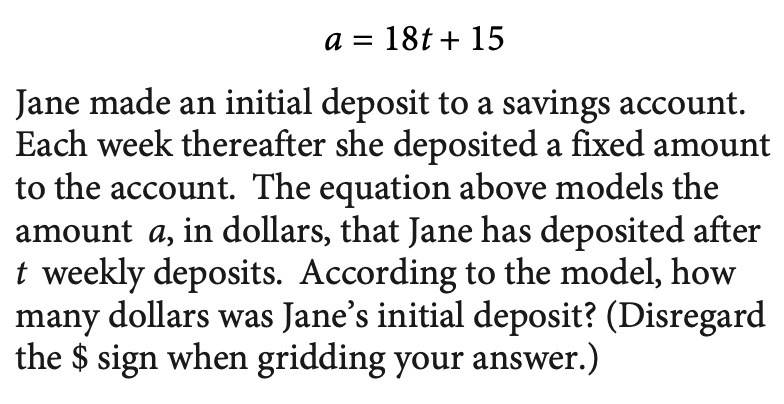 a = 18t + 15
Jane made an initial deposit to a savings account.
Each week thereafter she deposited a fixed amount
to the account.  The equation above models the
amount  a, in dollars, that Jane has deposited after
t  weekly deposits.  According to the model, how
many dollars was Jane’s initial deposit? (Disregard
the $ sign when gridding your answer.)